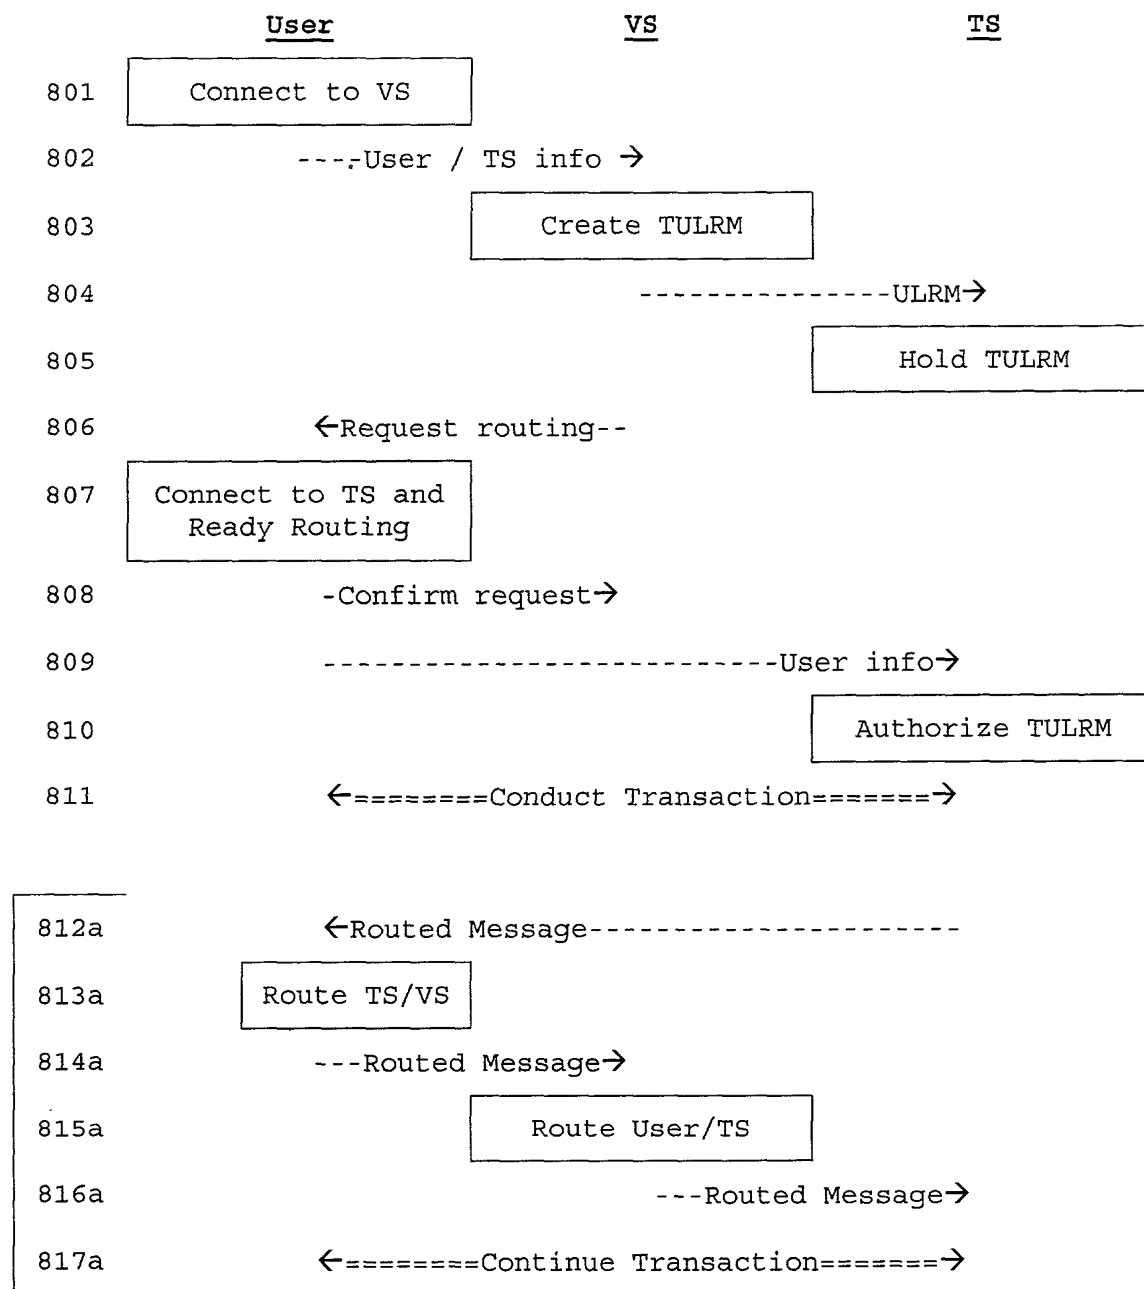 User VS TS
801 Connect to VS
802 ----User / TS info →
803 Create TULRM
804 ---------------ULRM→
805 Hold TULRM
806 ←Request routing--
807 Connect to TS and
Ready Routing
808 -Confirm request→
809 ---------------------------User info→
810 Authorize TULRM
811 ←========Conduct Transaction=======→
812a ←Routed Message----------------------
813a Route TS/VS
814a ---Routed Message→
815a Route User/TS
816a ---Routed Message→
817a ←========Continue Transaction=======→